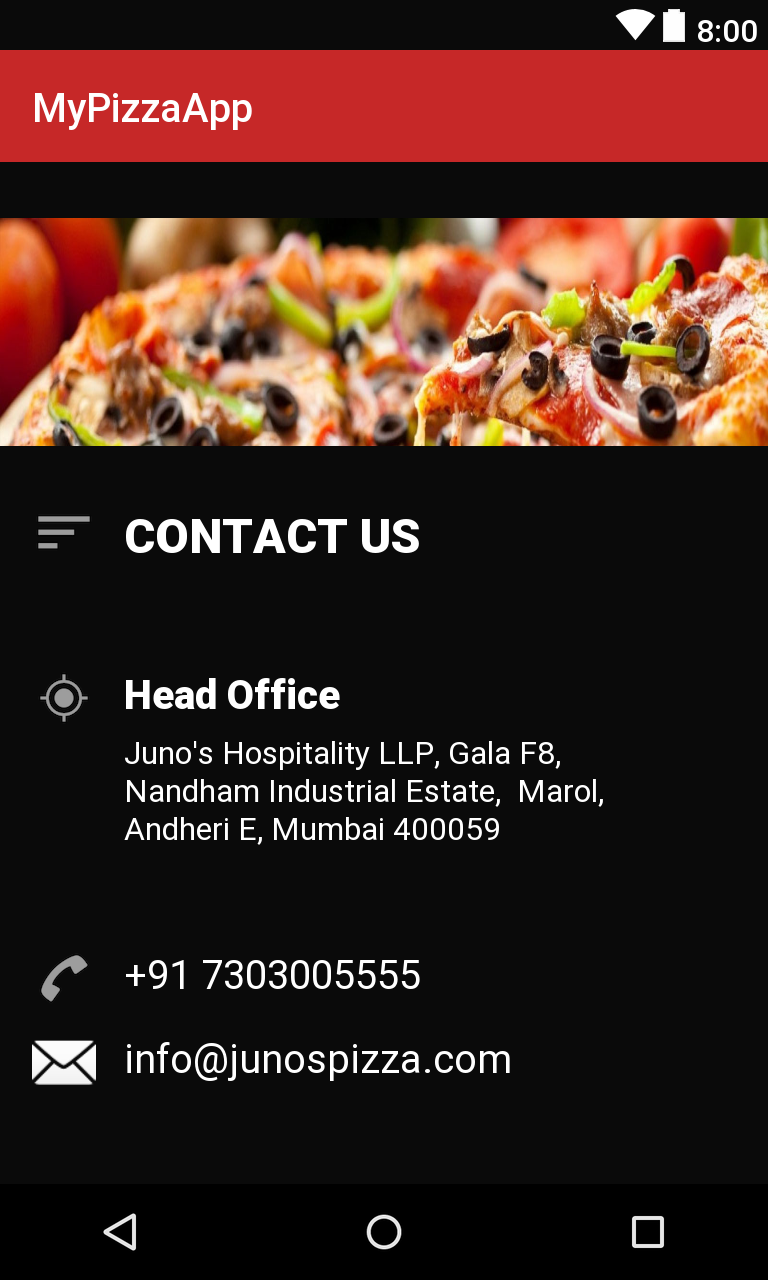 8:00
MyPizzaApp
CONTACT US
Head Office
Juno's Hospitality LLP, Gala F8,
Nandham Industrial Estate,  Marol,
Andheri E, Mumbai 400059
+91 7303005555
info@junospizza.com